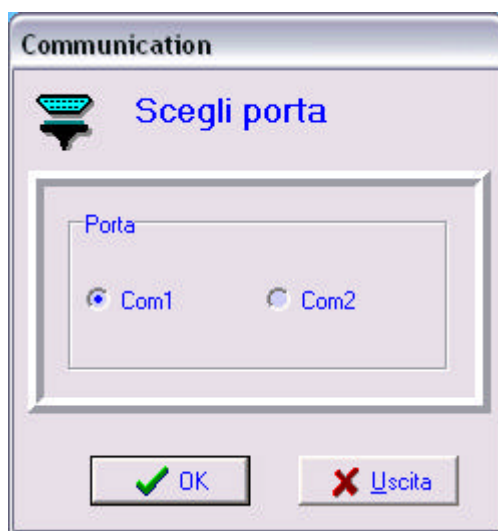 Communication
Scegli porta
Porta
Com1 Com2
OK Uscita